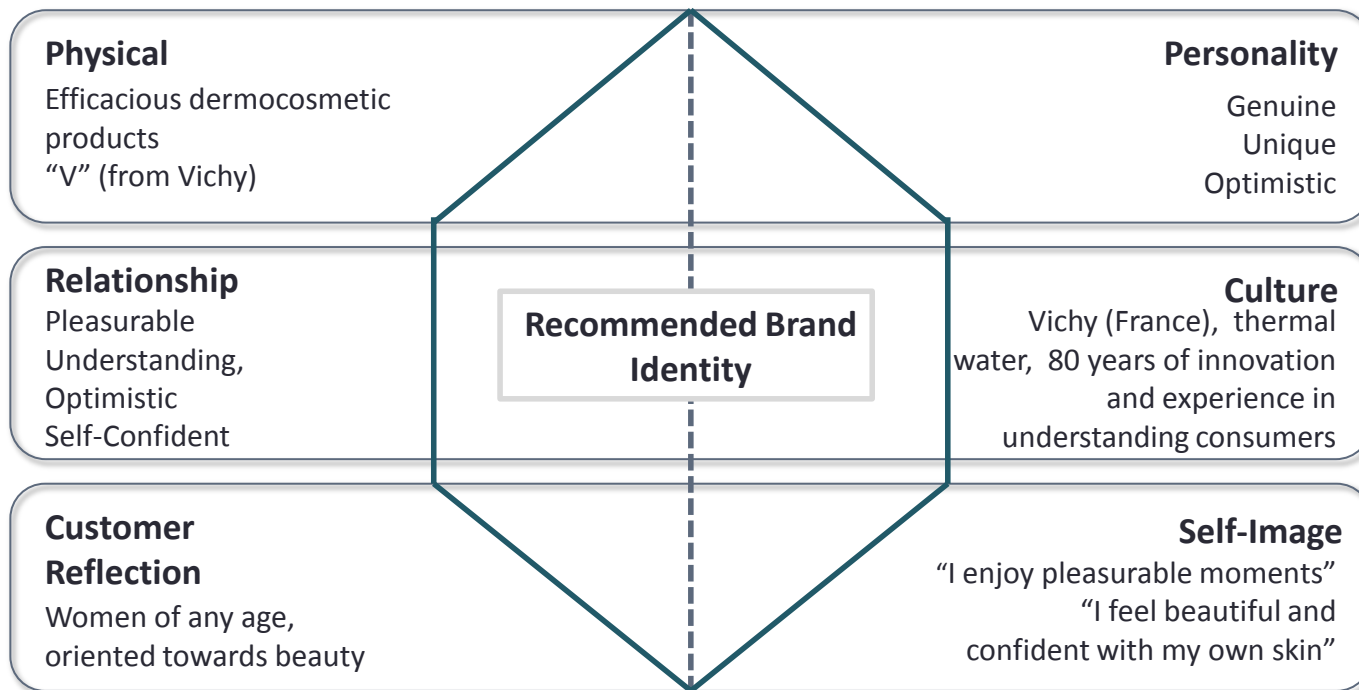 Physical
Efficacious dermocosmetic
products
“V” (from Vichy)
Personality
Genuine
Unique
Optimistic
Relationship
Pleasurable
Understanding,
Optimistic
Self-Confident
Recommended Brand
Identity
Culture
Vichy (France), thermal
water, 80 years of innovation
and experience in
understanding consumers
Customer
Reflection
Women of any age,
oriented towards beauty
Self-Image
“I enjoy pleasurable moments”
“I feel beautiful and
confident with my own skin”